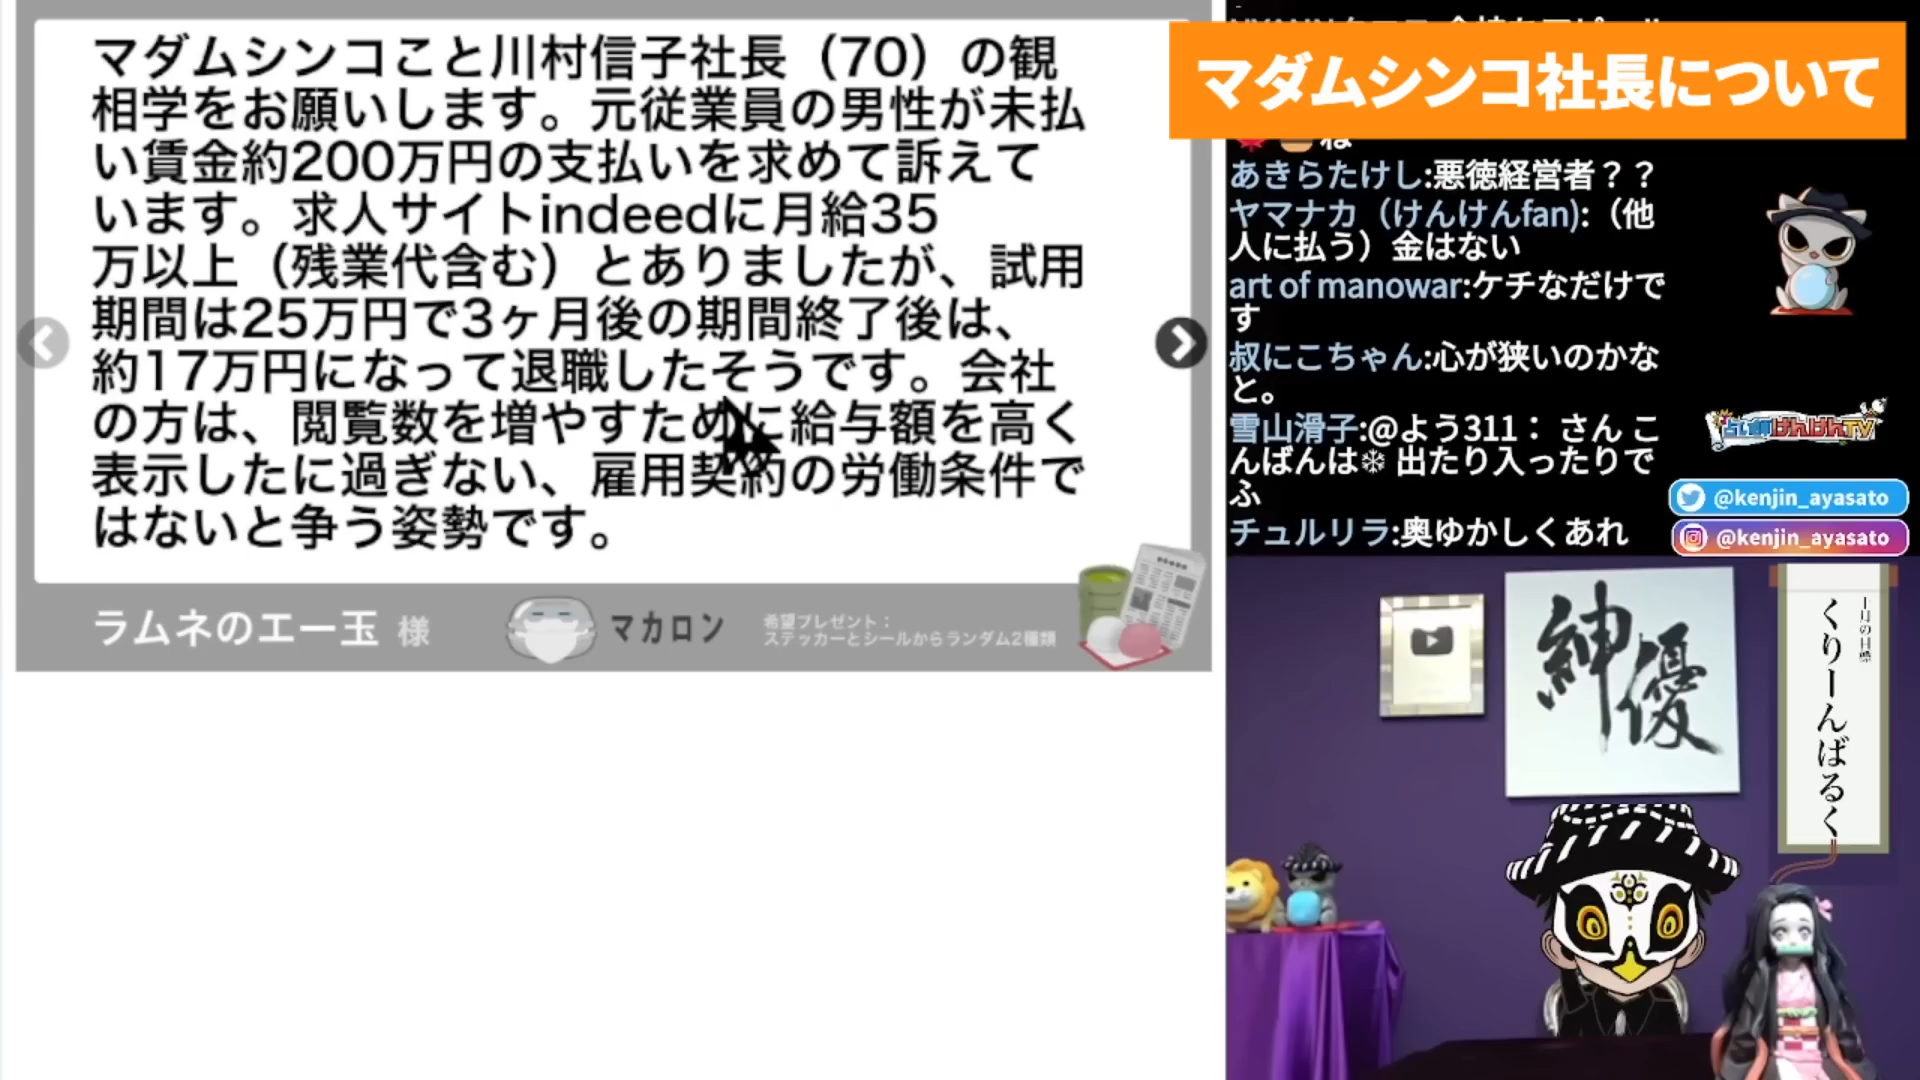 マダムシンコこと川村信子社長（70）の観
相学をお願いします。元従業員の男性が未払
い賃金約200万円の支払いを求めて訴えて
います。求人サイトindeedに月給35
万以上（残業代含む）とありましたが、試用
期間は25万円で3ヶ月後の期間終了後は、
約17万円になって退職したそうです。会社
の方は、閲覧数を増やすために給与額を高く
表示したに過ぎない、雇用契約の労働条件で
はないと争う姿勢です。
ラムネのエー玉 様
マカロン
希望プレゼント：
ステッカーとシールからランダム2種類
マダムシンコ社長について
ね
あきらたけし:悪徳経営者？？
ヤマナカ（けんけんfan):（他
人に払う）金はない
art of manowar:ケチなだけで
す
叔にこちゃん:心が狭いのかな
と。
雪山滑子:@よう311： さん こ
んばんは❄ 出たり入ったりで
ふ
チュルリラ:奥ゆかしくあれ
占い師けんけんTV
@kenjin_ayasato
@kenjin_ayasato
紳優
十月の目標
くりーんばるく